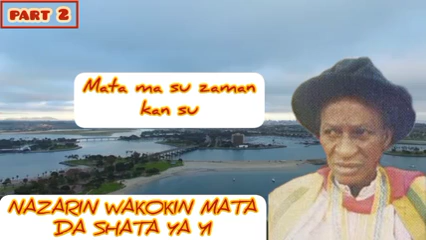 PART 2
Mata ma su zaman
kan su
NAZARIN WAKOKIN MATA
DA SHATA YA YI